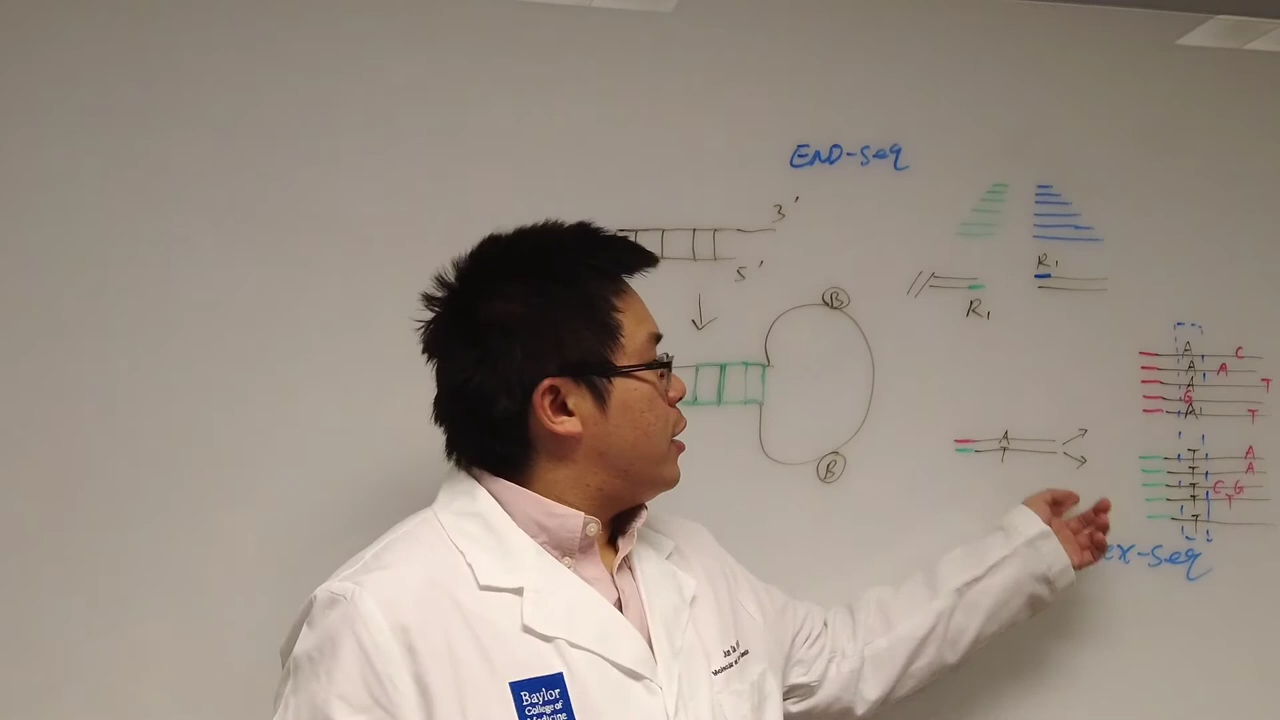 END-seq
3'
5'
B
B
R1
R1
A
T
A C
A A
A T
G
A T
T A
T A
T C G
T T
T
ex-seq
Baylor
College of
Medicine